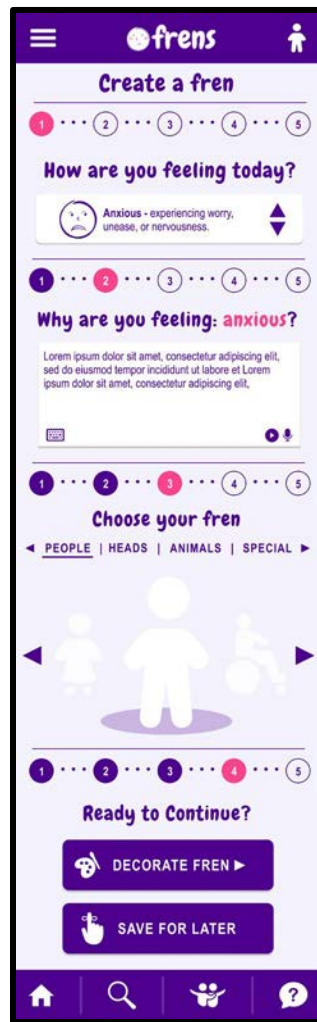 frens
Create a fren
1 2 3 4 5
How are you feeling today?
Anxious - experiencing worry,
unease, or nervousness.
1 2 3 4 5
Why are you feeling: anxious?
Lorem ipsum dolor sit amet, consectetur adipiscing elit,
sed do eiusmod tempor incididunt ut labore et Lorem
ipsum dolor sit amet, consectetur adipiscing elit,
1 2 3 4 5
Choose your fren
PEOPLE | HEADS | ANIMALS | SPECIAL
1 2 3 4 5
Ready to Continue?
DECORATE FREN
SAVE FOR LATER
?